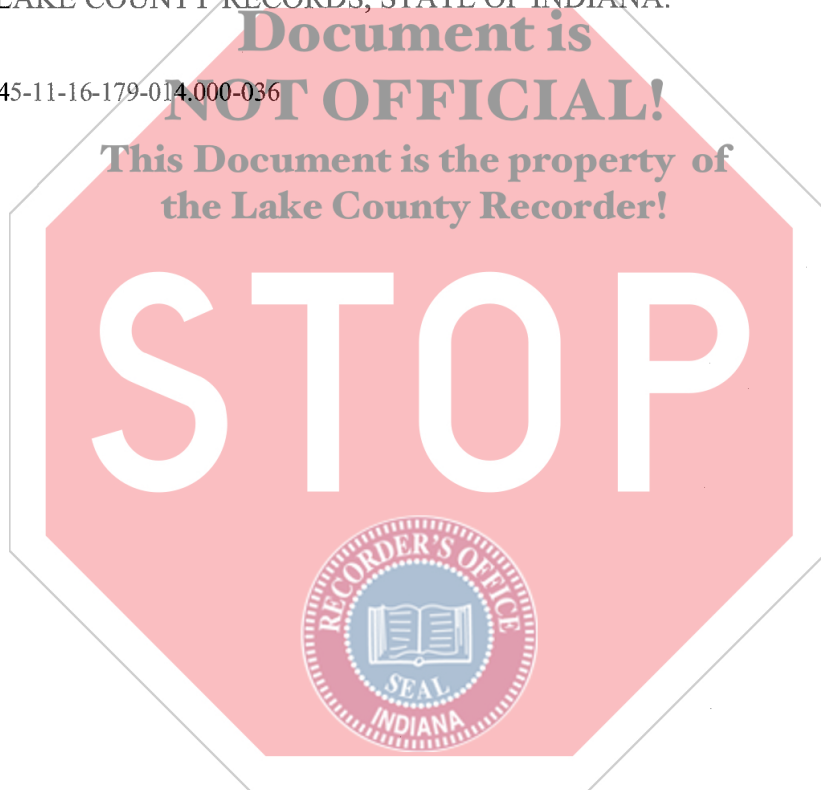 LAKE COUNTY RECORDS, STATE OF INDIANA.
Document is
45-11-16-179-014.000-036
NOT OFFICIAL!
This Document is the property of
the Lake County Recorder!
STOP
RECORDER'S OFFICE
SEAL
INDIANA